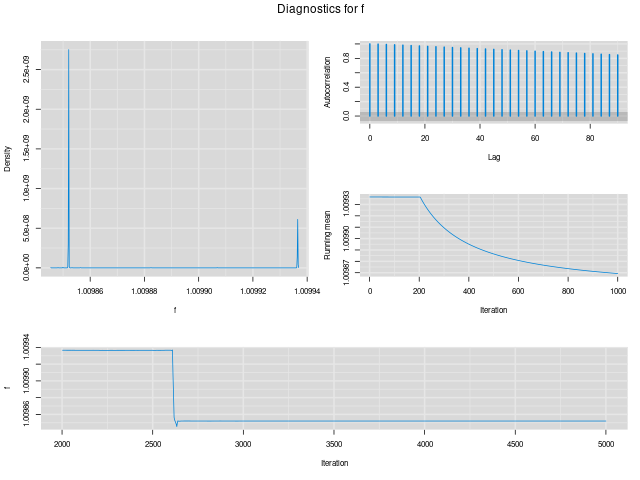 Diagnostics for f
Density
0.0e+00 5.0e+08 1.0e+09 1.5e+09 2.0e+09 2.5e+09
1.00986 1.00988 1.00990 1.00992 1.00994
f
Autocorrelation
0.0 0.4 0.8
0 20 40 60 80
Lag
Running mean
1.00987 1.00990 1.00993
0 200 400 600 800 1000
Iteration
f
1.00986 1.00990 1.00994
2000 2500 3000 3500 4000 4500 5000
Iteration